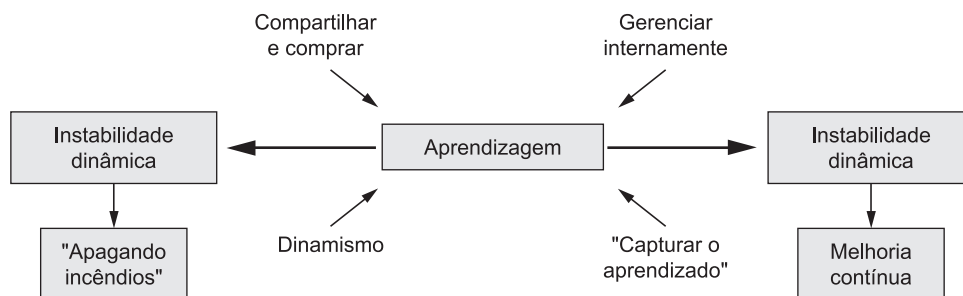 Compartilhar
e comprar
Gerenciar
internamente
Instabilidade
dinâmica
Aprendizagem
Instabilidade
dinâmica
"Apagando
incêndios"
Dinamismo
"Capturar o
aprendizado"
Melhoria
contínua